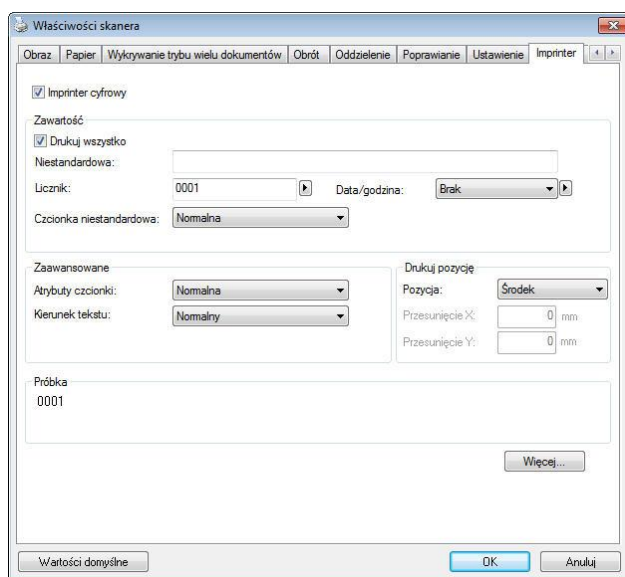 Właściwości skanera
Obraz Papier Wykrywanie trybu wielu dokumentów Obrót Oddzielenie Poprawianie Ustawienie Imprinter
Imprinter cyfrowy
Zawartość
Drukuj wszystko
Niestandardowa:
Licznik: 0001 Data/godzina: Brak
Czcionka niestandardowa: Normalna
Zaawansowane Drukuj pozycję
Atrybuty czcionki: Normalna Pozycja: Środek
Kierunek tekstu: Normalny Przesunięcie X: 0 mm
Przesunięcie Y: 0 mm
Próbka
0001
Więcej...
Wartości domyślne OK Anuluj